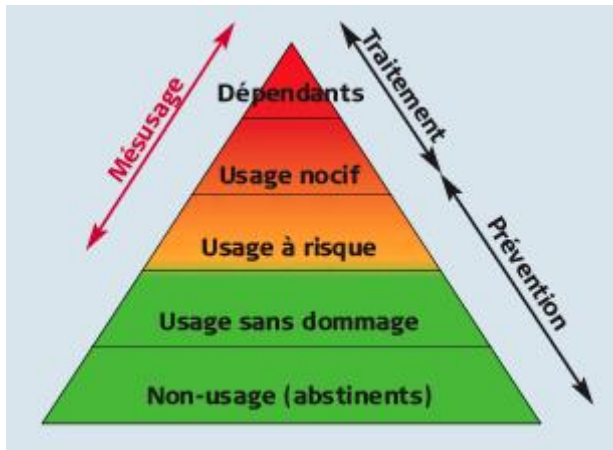 Mésusage
Traitement
Prévention
Dépendants
Usage nocif
Usage à risque
Usage sans dommage
Non-usage (abstinents)